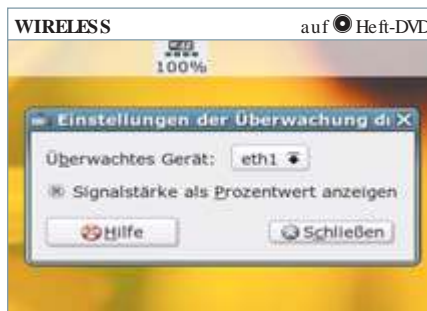 WIRELESS auf Heft-DVD
100%
Einstellungen der Überwachung d
Überwachtes Gerät: eth1
Signalstärke als Prozentwert anzeigen
Hilfe Schließen